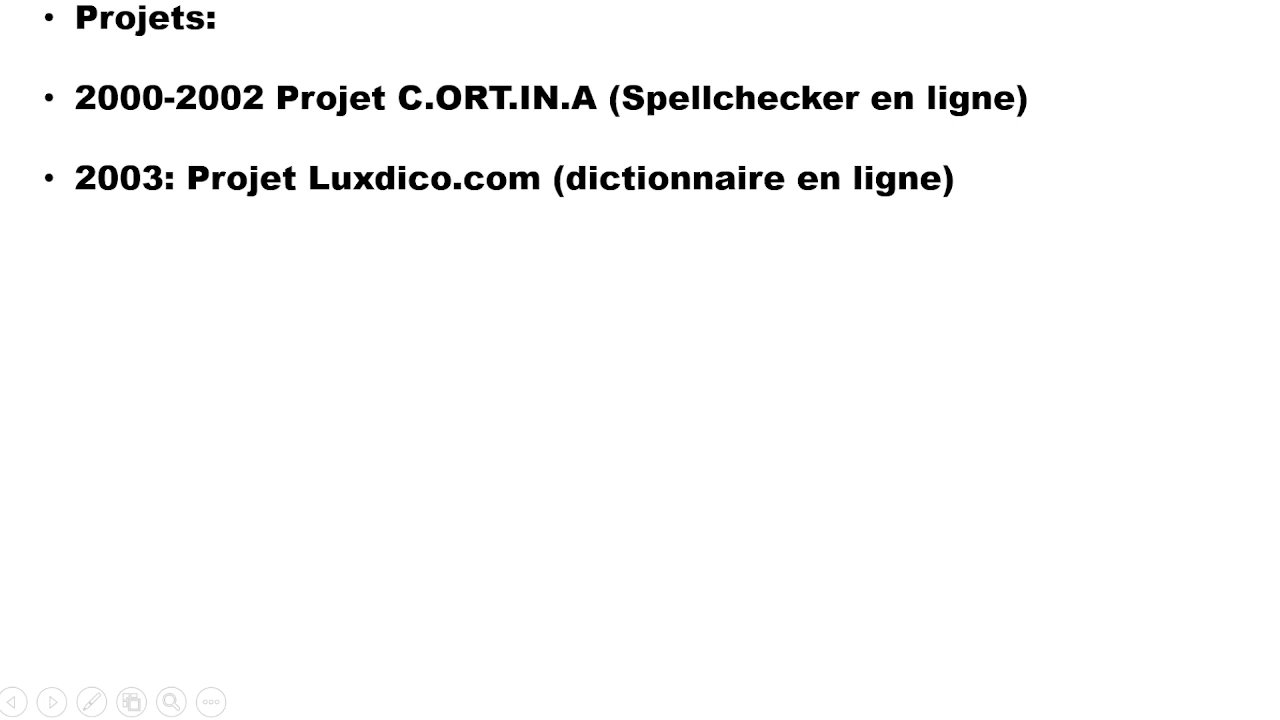 • Projets:
• 2000-2002 Projet C.ORT.IN.A (Spellchecker en ligne)
• 2003: Projet Luxdico.com (dictionnaire en ligne)